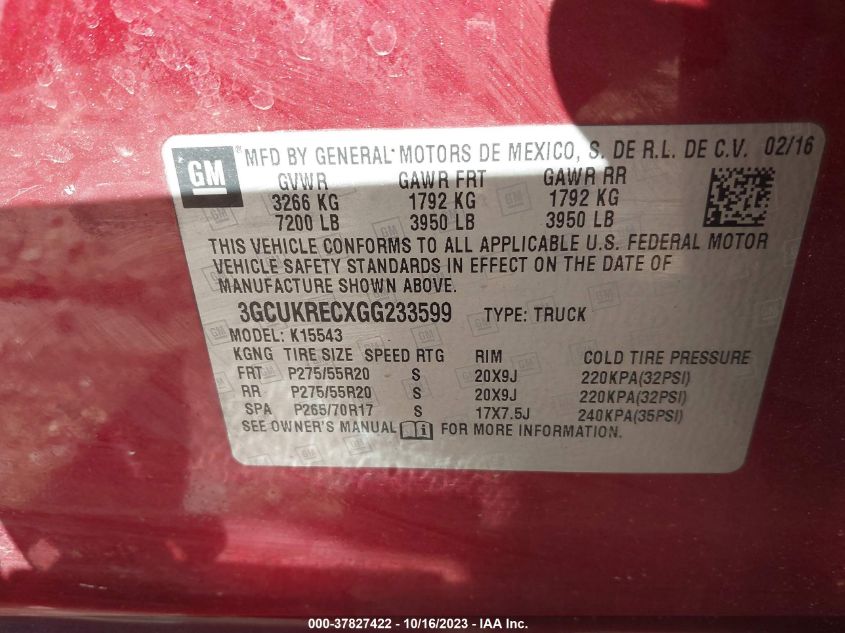 GM ® MFD BY GENERAL MOTORS DE MEXICO, S. DE R.L. DE C.V. 02/16
GVWR GAWR FRT GAWR RR
3266 KG 1792 KG 1792 KG
7200 LB 3950 LB 3950 LB
THIS VEHICLE CONFORMS TO ALL APPLICABLE U.S. FEDERAL MOTOR
VEHICLE SAFETY STANDARDS IN EFFECT ON THE DATE OF
MANUFACTURE SHOWN ABOVE.
3GCUKRECXGG233599 TYPE: TRUCK
MODEL: K15543
KGNG TIRE SIZE SPEED RTG RIM COLD TIRE PRESSURE
FRT P275/55R20 S 20X9J 220KPA(32PSI)
RR P275/55R20 S 20X9J 220KPA(32PSI)
SPA P265/70R17 S 17X7.5J 240KPA(35PSI)
SEE OWNER'S MANUAL FOR MORE INFORMATION.
000-37827422 - 10/16/2023 - IAA Inc.